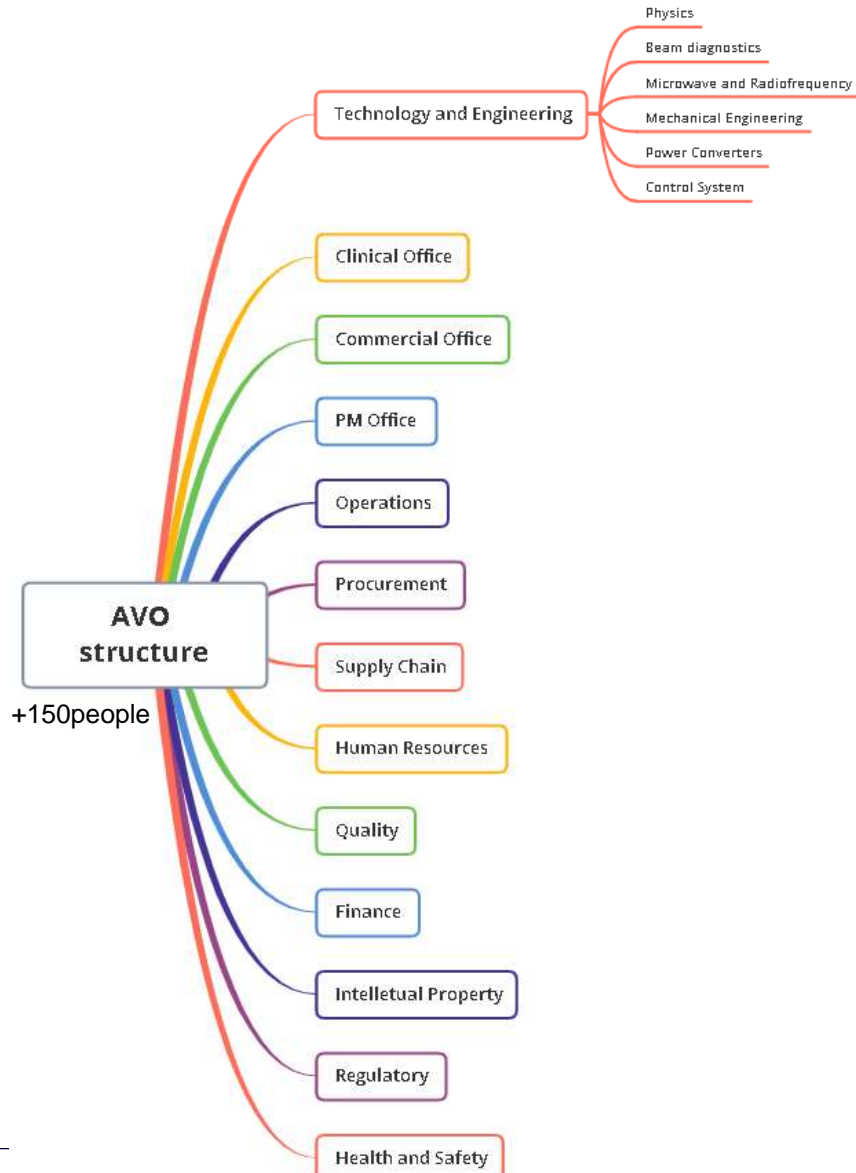 Physics
Beam diagnostics
Microwave and Radiofrequency
Technology and Engineering
Mechanical Engineering
Power Converters
Control System
Clinical Office
Commercial Office
PM Office
Operations
Procurement
AVO
structure
Supply Chain
+150people
Human Resources
Quality
Finance
Intelletual Property
Regulatory
Health and Safety